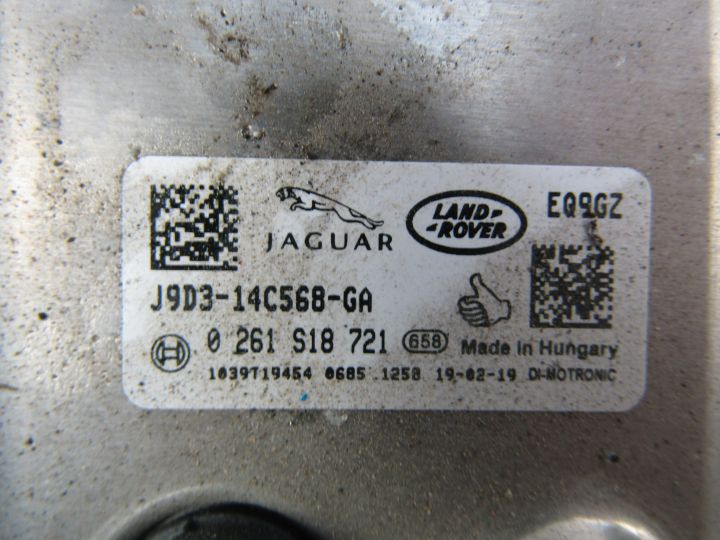 JAGUAR
LAND-
-ROVER
EQ9GZ
J9D3-14C568-GA
0 261 S18 721 658 Made in Hungary
1039T19454 0685.1258 19-02-19 DI-MOTRONIC